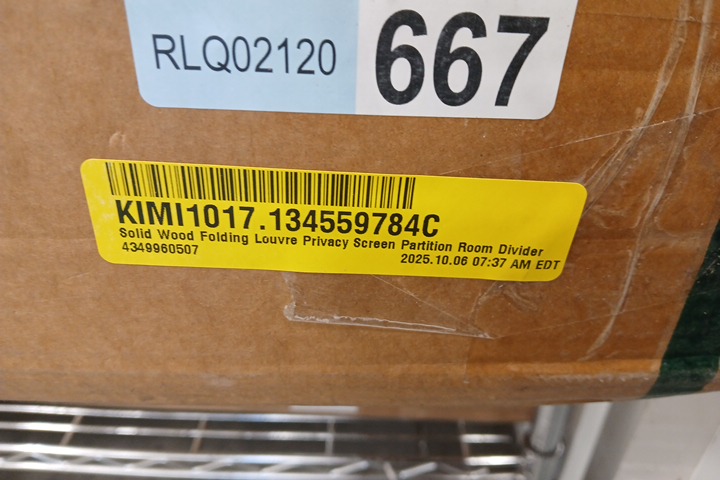 RLQ02120
667
KIMI1017.134559784C
Solid Wood Folding Louvre Privacy Screen Partition Room Divider
4349960507
2025.10.06 07:37 AM EDT